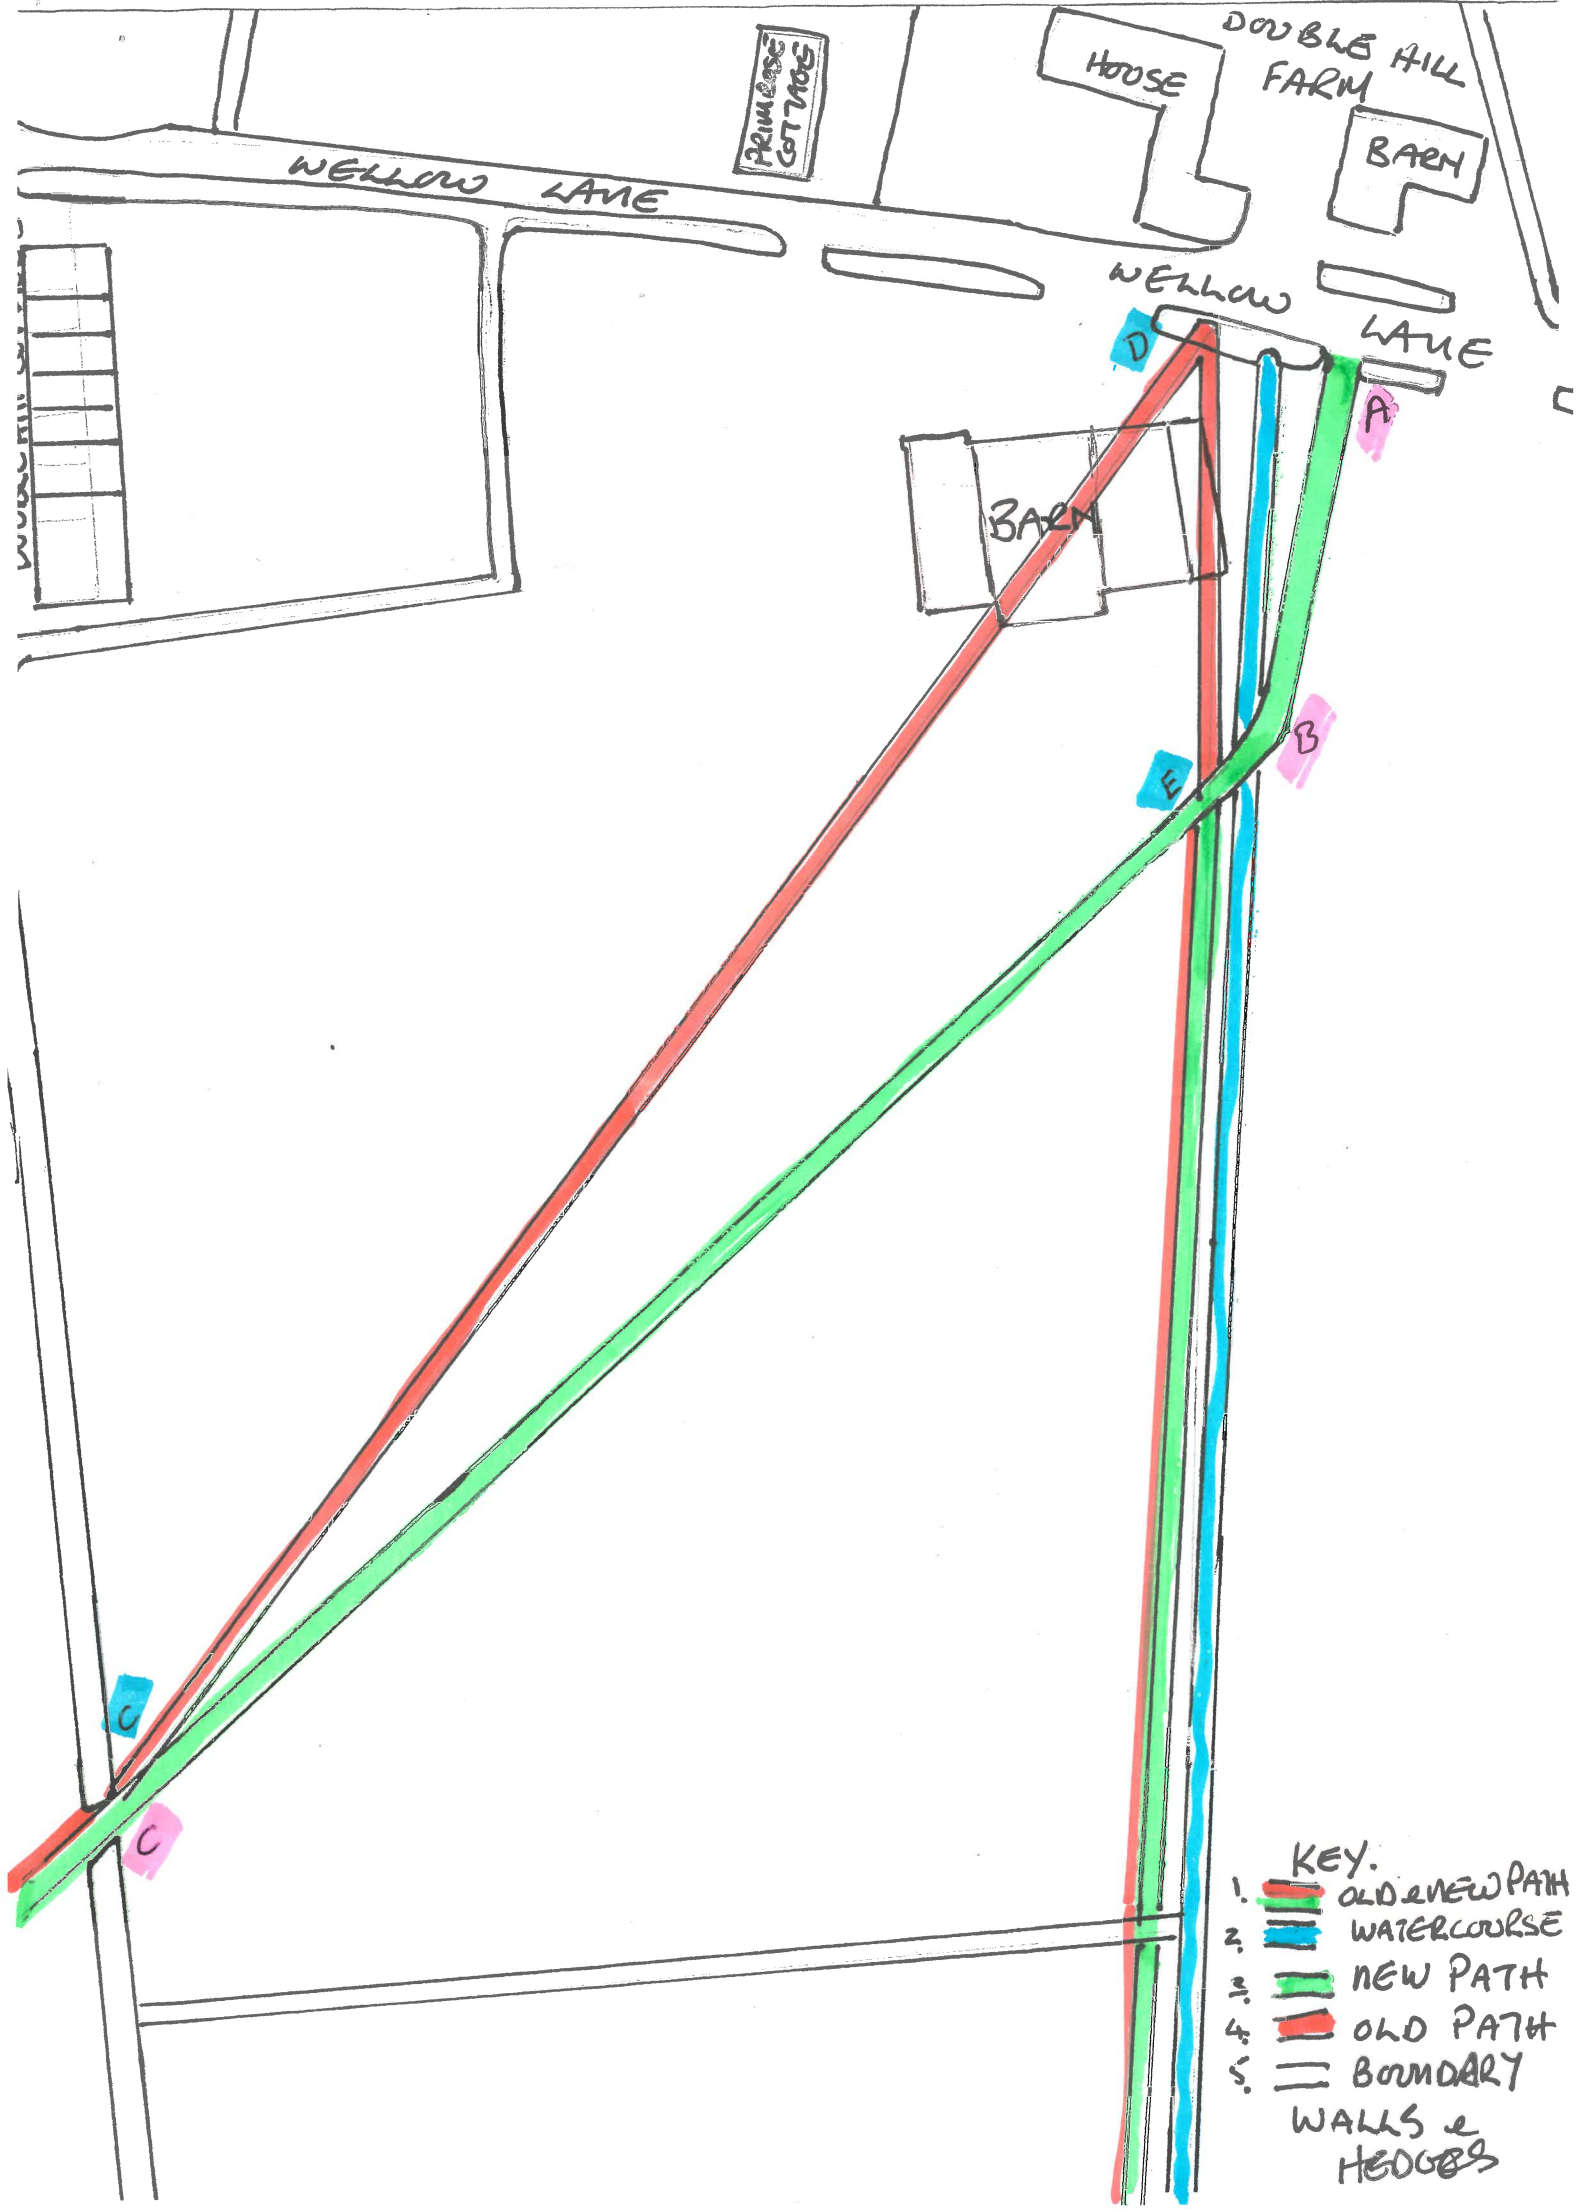 DOUBLE HILL
FARM
HOUSE
PRIMROSE
COTTAGE
BARN
WELLOW LANE
WELLOW
LANE
D
A
BARN
B
E
C
C
KEY.
1. OLD & NEW PATH
2. WATERCOURSE
3. NEW PATH
4. OLD PATH
5. BOUNDARY
WALLS &
HEDGES